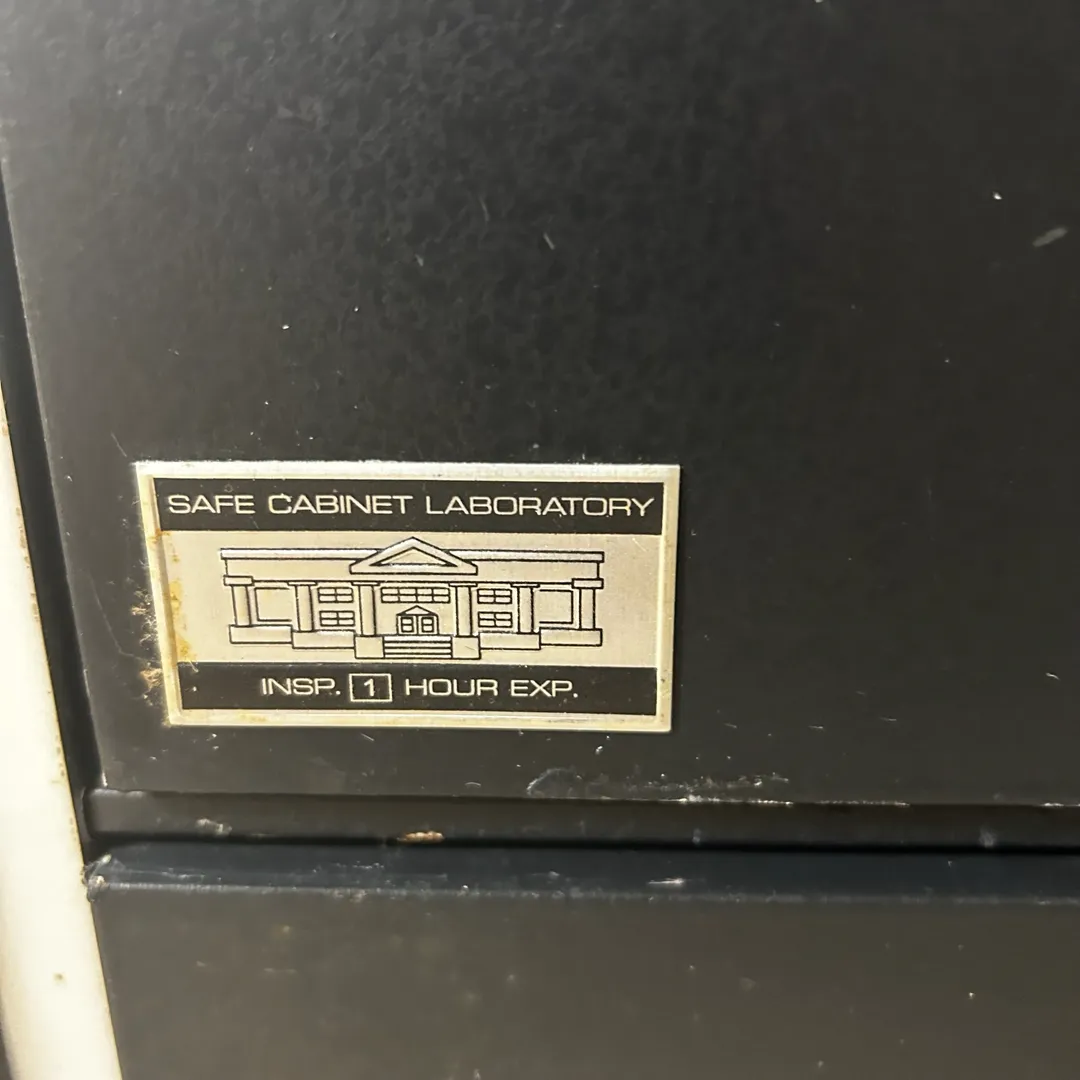 SAFE CABINET LABORATORY
INSP. 1 HOUR EXP.